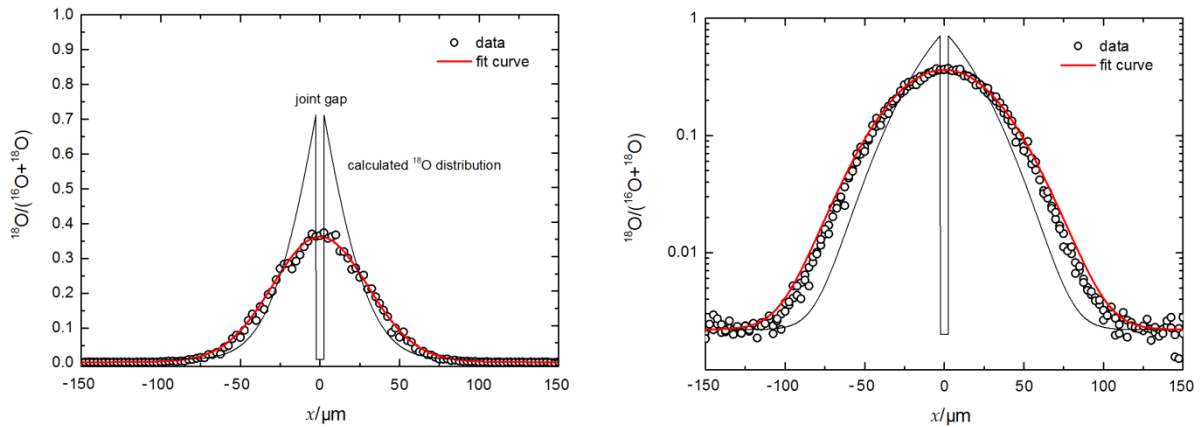 1.0
0.9
0.8
0.7
0.6
0.5
0.4
0.3
0.2
0.1
0.0
¹⁸O/(¹⁶O+¹⁸O)
data
fit curve
joint gap
calculated ¹⁸O distribution
-150 -100 -50 0 50 100 150
x/µm
1
0.1
0.01
¹⁸O/(¹⁶O+¹⁸O)
data
fit curve
-150 -100 -50 0 50 100 150
x/µm